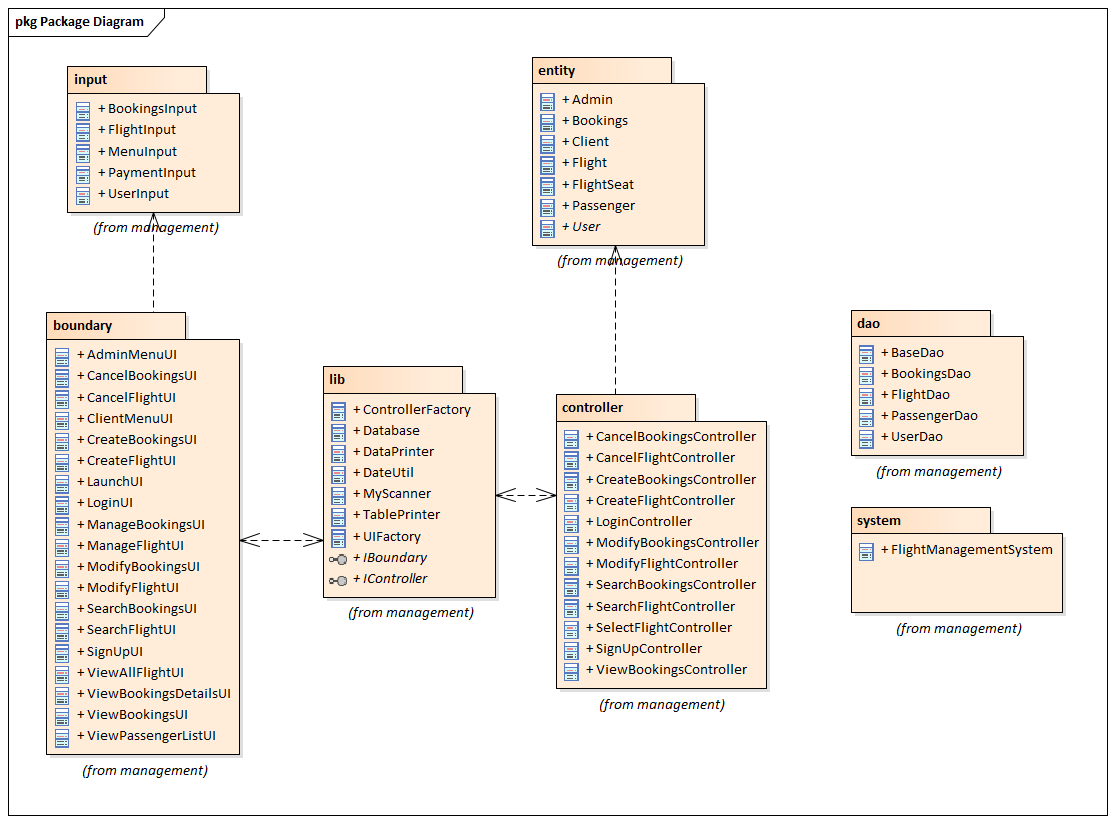 pkg Package Diagram
input
+ BookingsInput
+ FlightInput
+ MenuInput
+ PaymentInput
+ UserInput
(from management)
entity
+ Admin
+ Bookings
+ Client
+ Flight
+ FlightSeat
+ Passenger
+ User
(from management)
boundary
+ AdminMenuUI
+ CancelBookingsUI
+ CancelFlightUI
+ ClientMenuUI
+ CreateBookingsUI
+ CreateFlightUI
+ LaunchUI
+ LoginUI
+ ManageBookingsUI
+ ManageFlightUI
+ ModifyBookingsUI
+ ModifyFlightUI
+ SearchBookingsUI
+ SearchFlightUI
+ SignUpUI
+ ViewAllFlightUI
+ ViewBookingsDetailsUI
+ ViewBookingsUI
+ ViewPassengerListUI
(from management)
lib
+ ControllerFactory
+ Database
+ DataPrinter
+ DateUtil
+ MyScanner
+ TablePrinter
+ UIFactory
+ IBoundary
+ IController
(from management)
controller
+ CancelBookingsController
+ CancelFlightController
+ CreateBookingsController
+ CreateFlightController
+ LoginController
+ ModifyBookingsController
+ ModifyFlightController
+ SearchBookingsController
+ SearchFlightController
+ SelectFlightController
+ SignUpController
+ ViewBookingsController
(from management)
dao
+ BaseDao
+ BookingsDao
+ FlightDao
+ PassengerDao
+ UserDao
(from management)
system
+ FlightManagementSystem
(from management)